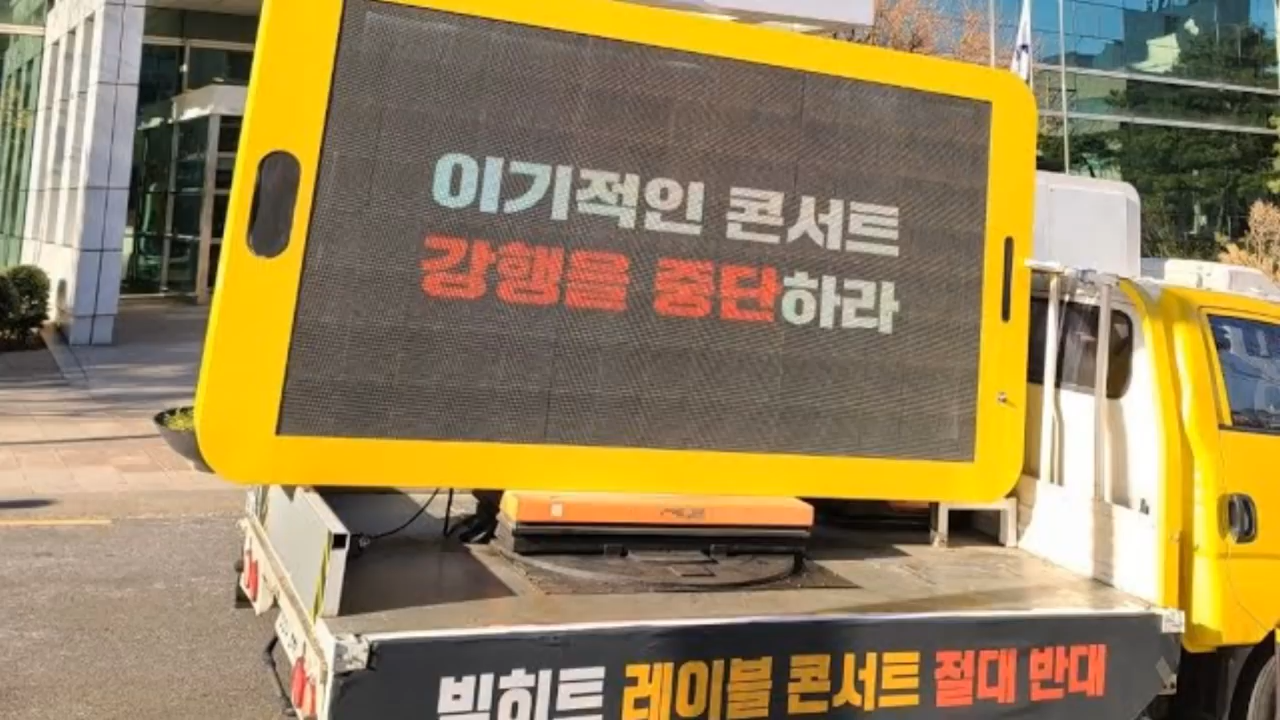 이기적인 콘서트
강행을 중단하라
빅히트 레이블 콘서트 절대 반대